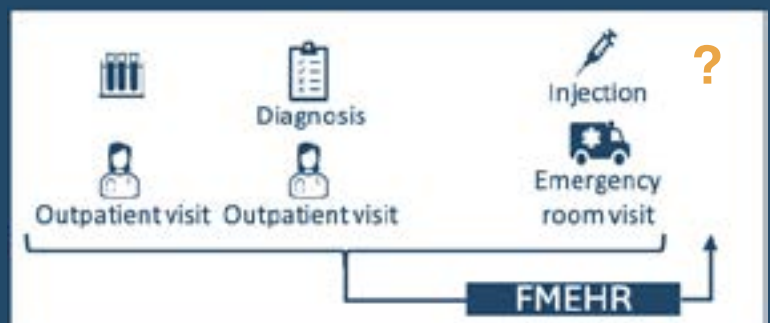 Diagnosis
Injection
?
Outpatient visit
Outpatient visit
Emergency
room visit
FMEHR